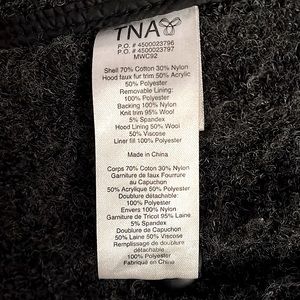 TNA
P.O. # 4500023796
P.O. # 4500023797
MWC92
Shell 70% Cotton 30% Nylon
Hood faux fur trim 50% Acrylic
50% Polyester
Removable Lining:
100% Polyester
Backing 100% Nylon
Knit trim 95% Wool
5% Spandex
Hood Lining 50% Wool
50% Viscose
Liner fill 100% Polyester
Made in China
Corps 70% Coton 30% Nylon
Garniture de faux Fourrure
au Capuchon
50% Acrylique 50% Polyester
Doublure détachable:
100% Polyester
Envers 100% Nylon
Garniture de Tricot 95% Laine
5% Spandex
Doublure de Capuchon
50% Laine 50% Viscose
Remplissage de doublure
détachable
100% Polyester
Fabriqué en China